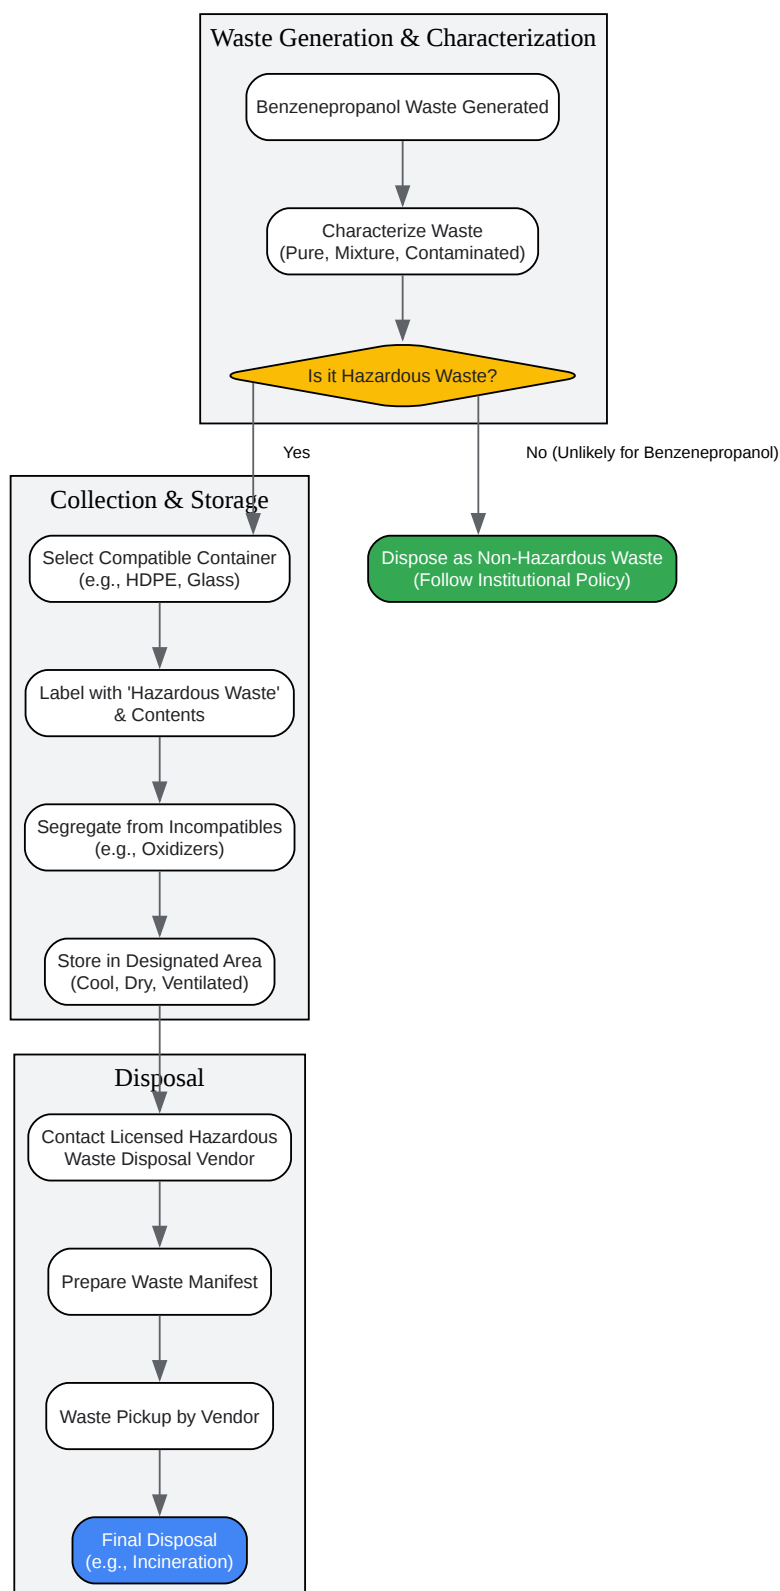 Waste Generation & Characterization
Benzenepropanol Waste Generated
Characterize Waste
(Pure, Mixture, Contaminated)
Is it Hazardous Waste?
Yes
No (Unlikely for Benzenepropanol)
Collection & Storage
Select Compatible Container
(e.g., HDPE, Glass)
Dispose as Non-Hazardous Waste
(Follow Institutional Policy)
Label with 'Hazardous Waste'
& Contents
Segregate from Incompatibles
(e.g., Oxidizers)
Store in Designated Area
(Cool, Dry, Ventilated)
Disposal
Contact Licensed Hazardous
Waste Disposal Vendor
Prepare Waste Manifest
Waste Pickup by Vendor
Final Disposal
(e.g., Incineration)